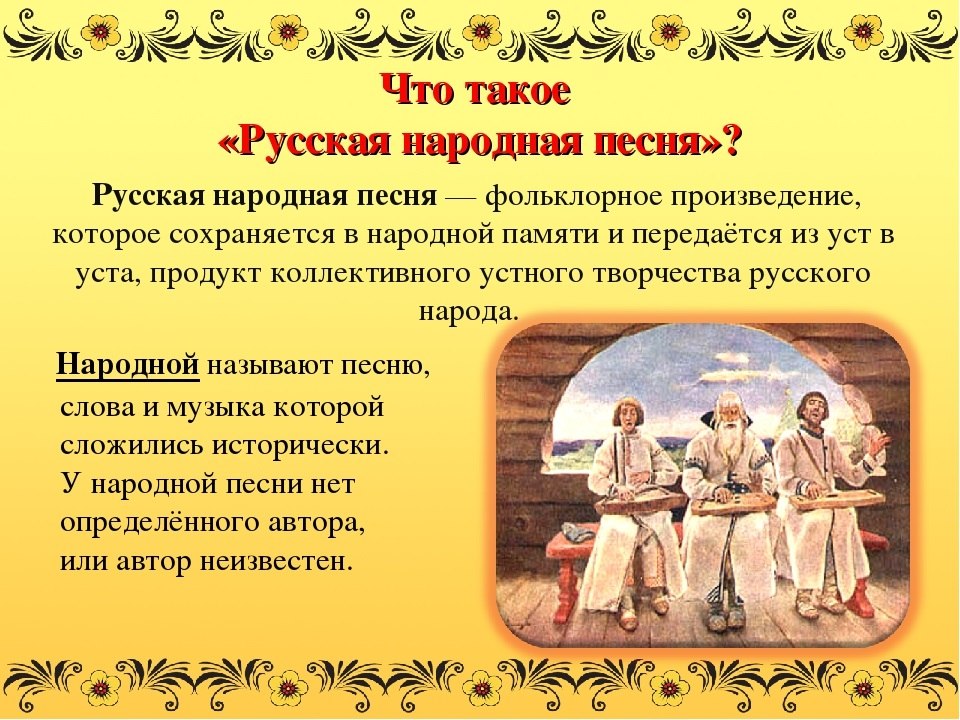 Что такое
«Русская народная песня»?
Русская народная песня — фольклорное произведение,
которое сохраняется в народной памяти и передаётся из уст в
уста, продукт коллективного устного творчества русского
народа.
Народной называют песню,
слова и музыка которой
сложились исторически.
У народной песни нет
определённого автора,
или автор неизвестен.